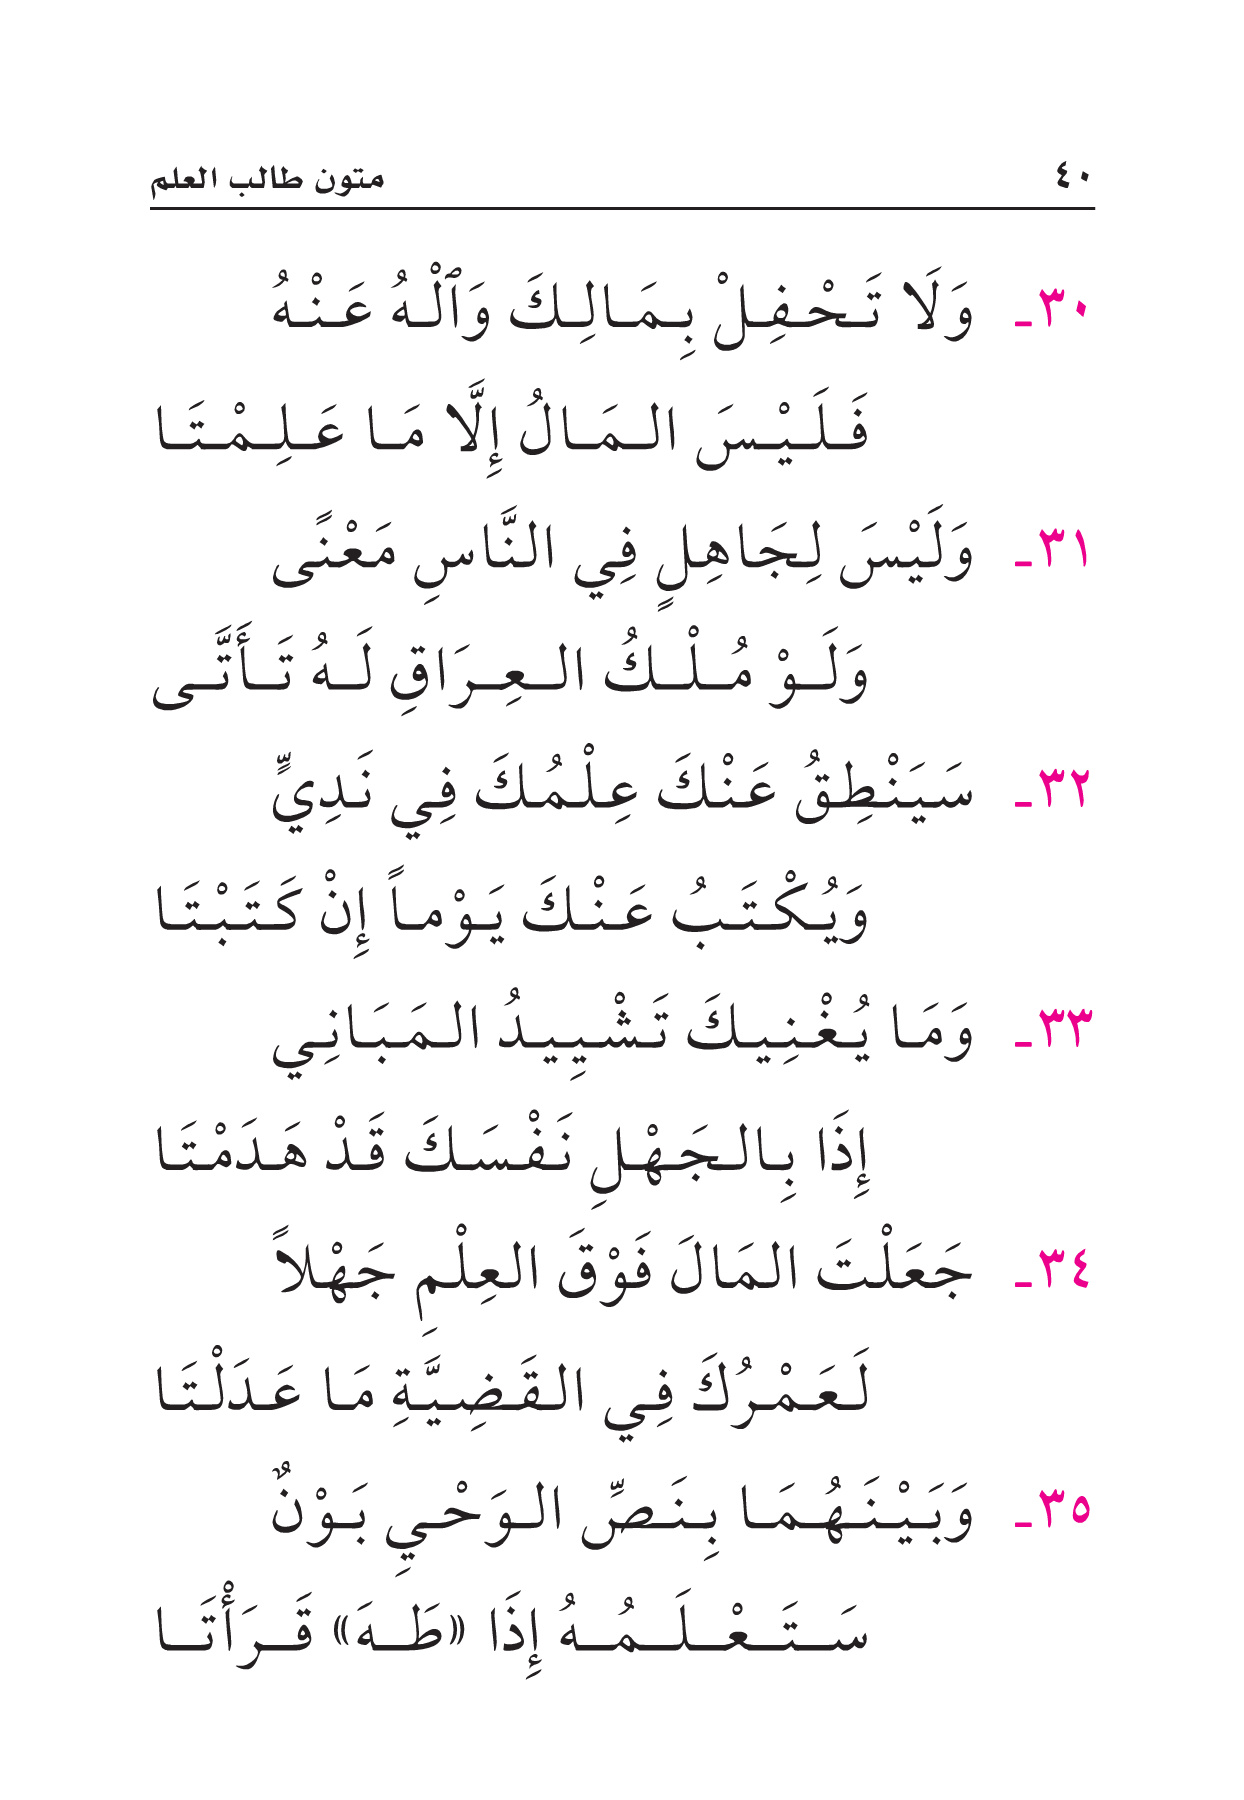 ٤٠ متون طالب العلم
٣٠ـ وَلَا تَحْفِلْ بِمَالِكَ وَٱلْهُ عَنْهُ
فَلَيْسَ المَالُ إِلَّا مَا عَلِمْتَا
٣١ـ وَلَيْسَ لِجَاهِلٍ فِي النَّاسِ مَعْنًى
وَلَوْ مُلْكُ العِرَاقِ لَهُ تَأَتَّى
٣٢ـ سَيَنْطِقُ عَنْكَ عِلْمُكَ فِي نَدِيٍّ
وَيُكْتَبُ عَنْكَ يَوْماً إِنْ كَتَبْتَا
٣٣ـ وَمَا يُغْنِيكَ تَشْيِيدُ المَبَانِي
إِذَا بِالجَهْلِ نَفْسَكَ قَدْ هَدَمْتَا
٣٤ـ جَعَلْتَ المَالَ فَوْقَ العِلْمِ جَهْلاً
لَعَمْرُكَ فِي القَضِيَّةِ مَا عَدَلْتَا
٣٥ـ وَبَيْنَهُمَا بِنَصِّ الوَحْيِ بَوْنٌ
سَتَعْلَمُهُ إِذَا «طَهَ» قَرَأْتَا